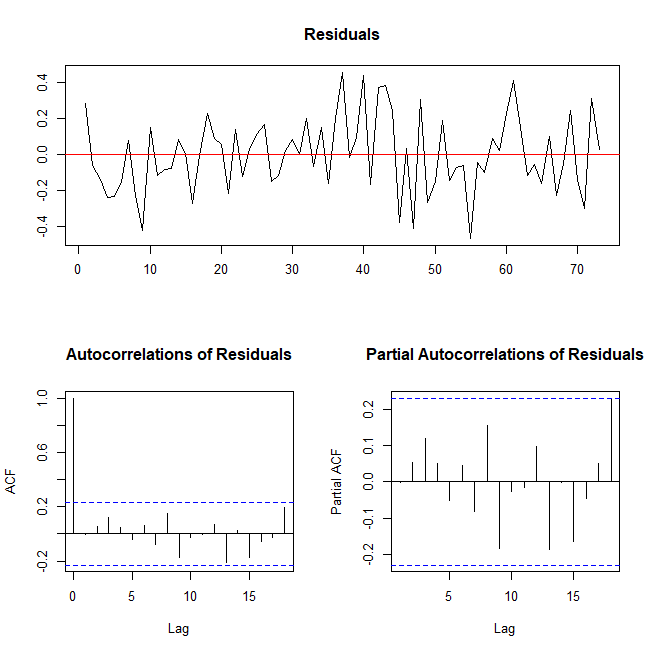 Residuals
0.4
0.2
0.0
-0.2
-0.4
0 10 20 30 40 50 60 70
Autocorrelations of Residuals
1.0
0.6
0.2
-0.2
ACF
0 5 10 15
Lag
Partial Autocorrelations of Residuals
0.2
0.1
0.0
-0.1
-0.2
Partial ACF
5 10 15
Lag